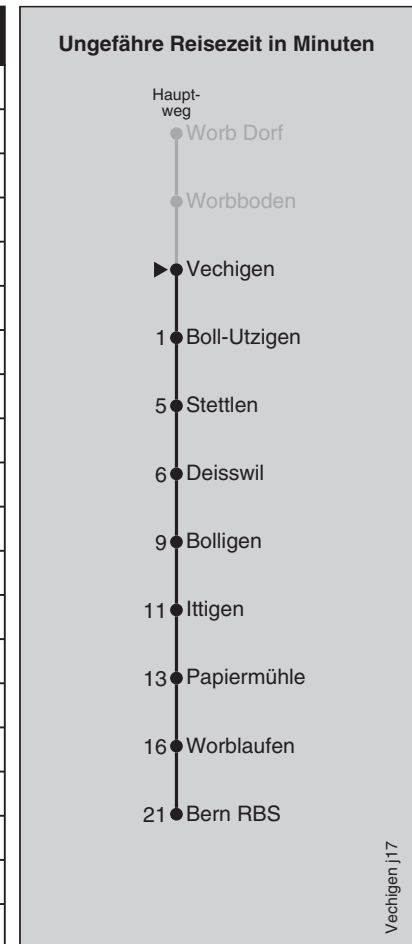 Ungefähre Reisezeit in Minuten
Haupt-
weg
Worb Dorf
Worbboden
Vechigen
1 Boll-Utzigen
5 Stettlen
6 Deisswil
9 Bolligen
11 Ittigen
13 Papiermühle
16 Worblaufen
21 Bern RBS
Vechigen j17